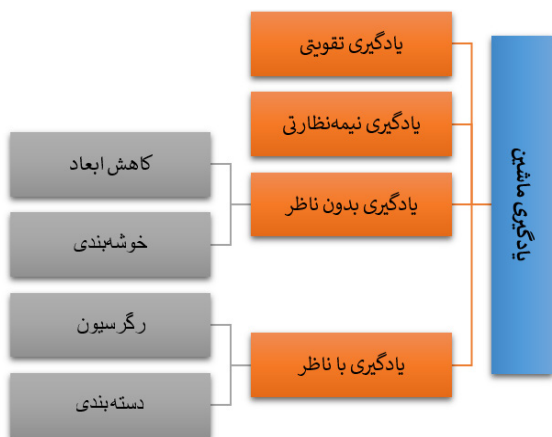 یادگیری ماشین
یادگیری تقویتی
یادگیری نیمه‌نظارتی
یادگیری بدون ناظر
کاهش ابعاد
خوشه‌بندی
یادگیری با ناظر
رگرسیون
دسته‌بندی